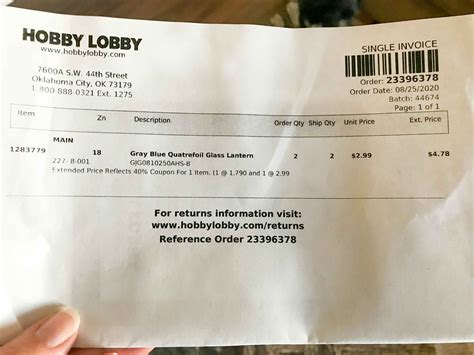 HOBBY LOBBY
www.hobbylobby.com
7600A S.W. 44th Street
Oklahoma City, OK 73179
1 800 888-0321 Ext. 1275
SINGLE INVOICE
Order: 23396378
Order Date: 08/25/2020
Batch: 44674
Page: 1 of 1
Item Zn Description Order Qty Ship Qty Unit Price Ext. Price
MAIN
1283779 18 Gray Blue Quatrefoil Glass Lantern 2 2 $2.99 $4.78
227- 8-001 GJG0810250AHS-B
Extended Price Reflects 40% Coupon For 1 Item. (1 @ 1.790 and 1 @ 2.99
For returns information visit:
www.hobbylobby.com/returns
Reference Order 23396378